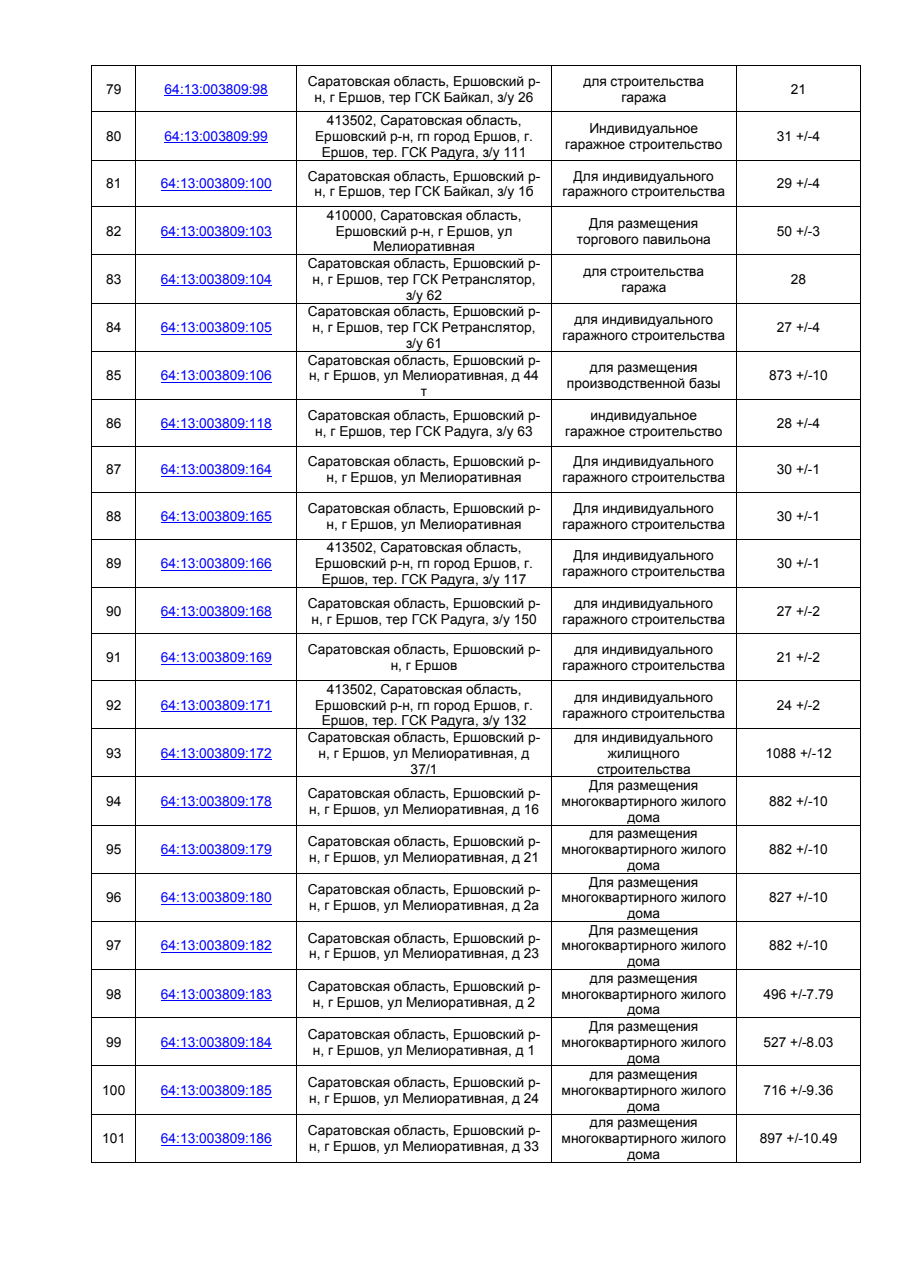 79 64:13:003809:98 Саратовская область, Ершовский р-
н, г Ершов, тер ГСК Байкал, з/у 26 для строительства
гаража 21
80 64:13:003809:99 413502, Саратовская область,
Ершовский р-н, гп город Ершов, г.
Ершов, тер. ГСК Радуга, з/у 111 Индивидуальное
гаражное строительство 31 +/-4
81 64:13:003809:100 Саратовская область, Ершовский р-
н, г Ершов, тер ГСК Байкал, з/у 1б Для индивидуального
гаражного строительства 29 +/-4
82 64:13:003809:103 410000, Саратовская область,
Ершовский р-н, г Ершов, ул
Мелиоративная Для размещения
торгового павильона 50 +/-3
83 64:13:003809:104 Саратовская область, Ершовский р-
н, г Ершов, тер ГСК Ретранслятор,
з/у 62 для строительства
гаража 28
84 64:13:003809:105 Саратовская область, Ершовский р-
н, г Ершов, тер ГСК Ретранслятор,
з/у 61 для индивидуального
гаражного строительства 27 +/-4
85 64:13:003809:106 Саратовская область, Ершовский р-
н, г Ершов, ул Мелиоративная, д 44
т для размещения
производственной базы 873 +/-10
86 64:13:003809:118 Саратовская область, Ершовский р-
н, г Ершов, тер ГСК Радуга, з/у 63 индивидуальное
гаражное строительство 28 +/-4
87 64:13:003809:164 Саратовская область, Ершовский р-
н, г Ершов, ул Мелиоративная Для индивидуального
гаражного строительства 30 +/-1
88 64:13:003809:165 Саратовская область, Ершовский р-
н, г Ершов, ул Мелиоративная Для индивидуального
гаражного строительства 30 +/-1
89 64:13:003809:166 413502, Саратовская область,
Ершовский р-н, гп город Ершов, г.
Ершов, тер. ГСК Радуга, з/у 117 Для индивидуального
гаражного строительства 30 +/-1
90 64:13:003809:168 Саратовская область, Ершовский р-
н, г Ершов, тер ГСК Радуга, з/у 150 для индивидуального
гаражного строительства 27 +/-2
91 64:13:003809:169 Саратовская область, Ершовский р-
н, г Ершов для индивидуального
гаражного строительства 21 +/-2
92 64:13:003809:171 413502, Саратовская область,
Ершовский р-н, гп город Ершов, г.
Ершов, тер. ГСК Радуга, з/у 132 для индивидуального
гаражного строительства 24 +/-2
93 64:13:003809:172 Саратовская область, Ершовский р-
н, г Ершов, ул Мелиоративная, д
37/1 для индивидуального
жилищного
строительства 1088 +/-12
94 64:13:003809:178 Саратовская область, Ершовский р-
н, г Ершов, ул Мелиоративная, д 16 Для размещения
многоквартирного жилого
дома 882 +/-10
95 64:13:003809:179 Саратовская область, Ершовский р-
н, г Ершов, ул Мелиоративная, д 21 для размещения
многоквартирного жилого
дома 882 +/-10
96 64:13:003809:180 Саратовская область, Ершовский р-
н, г Ершов, ул Мелиоративная, д 2а Для размещения
многоквартирного жилого
дома 827 +/-10
97 64:13:003809:182 Саратовская область, Ершовский р-
н, г Ершов, ул Мелиоративная, д 23 Для размещения
многоквартирного жилого
дома 882 +/-10
98 64:13:003809:183 Саратовская область, Ершовский р-
н, г Ершов, ул Мелиоративная, д 2 для размещения
многоквартирного жилого
дома 496 +/-7.79
99 64:13:003809:184 Саратовская область, Ершовский р-
н, г Ершов, ул Мелиоративная, д 1 Для размещения
многоквартирного жилого
дома 527 +/-8.03
100 64:13:003809:185 Саратовская область, Ершовский р-
н, г Ершов, ул Мелиоративная, д 24 для размещения
многоквартирного жилого
дома 716 +/-9.36
101 64:13:003809:186 Саратовская область, Ершовский р-
н, г Ершов, ул Мелиоративная, д 33 для размещения
многоквартирного жилого
дома 897 +/-10.49